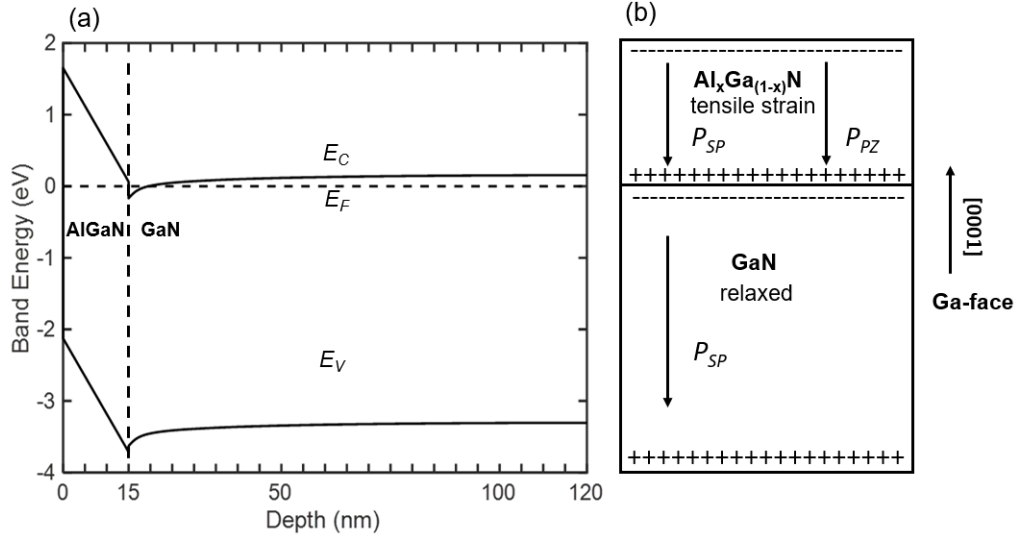 (a)
2
1
0
-1
-2
-3
-4
Band Energy (eV)
E_C
E_F
AlGaN
GaN
E_V
0
15
50
100
120
Depth (nm)
(b)
--------------------
AlₓGa₍₁₋ₓ₎N
tensile strain
P_SP
P_PZ
+++++++++++++++++++
--------------------
GaN
relaxed
P_SP
+++++++++++++++++++
[0001]
Ga-face